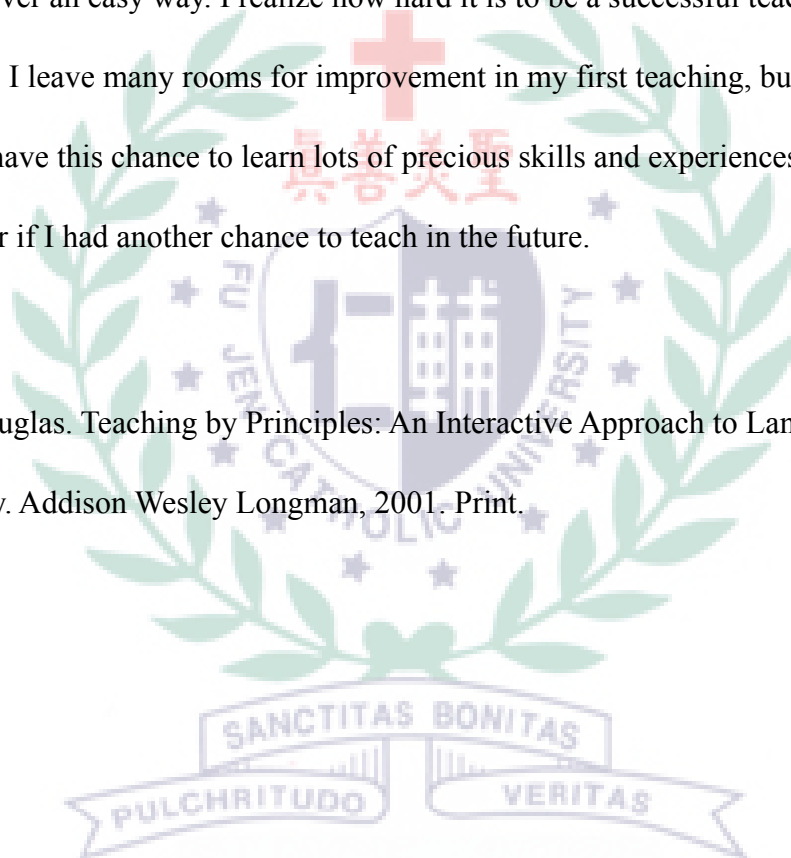 ver an easy way. I realize how hard it is to be a successful teac
. I leave many rooms for improvement in my first teaching, bu
have this chance to learn lots of precious skills and experiences
眞善美聖
r if I had another chance to teach in the future.
FU JEN CATHOLIC UNIVERSITY
仁輔
uglas. Teaching by Principles: An Interactive Approach to Lan
y. Addison Wesley Longman, 2001. Print.
SANCTITAS BONITAS
PULCHRITUDO VERITAS